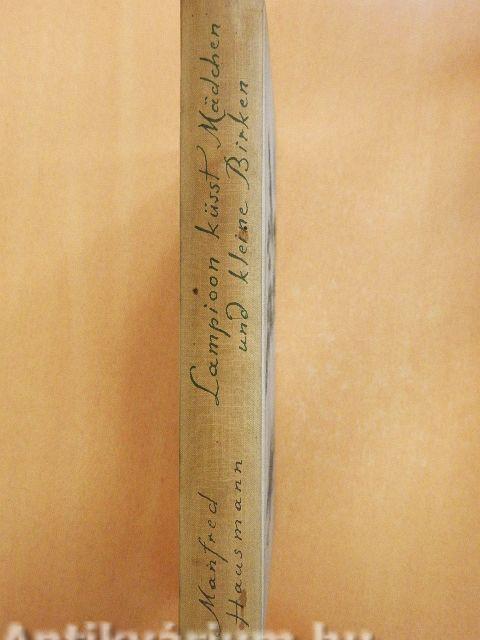 Manfred
Hausmann
Lampioon küsst Mädchen
und kleine Birken
Antikvárium.hu